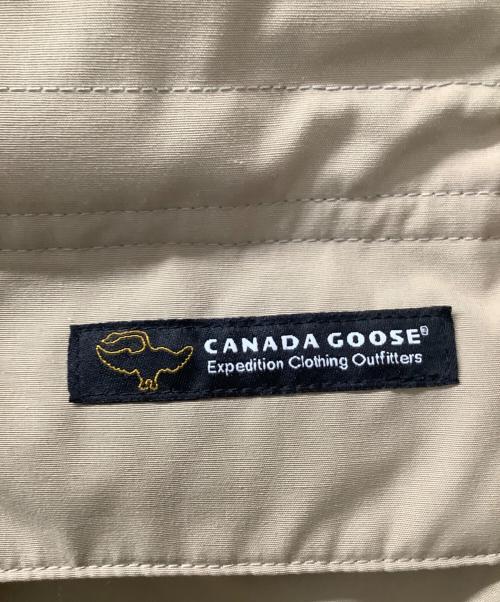 CANADA GOOSE®
Expedition Clothing Outfitters